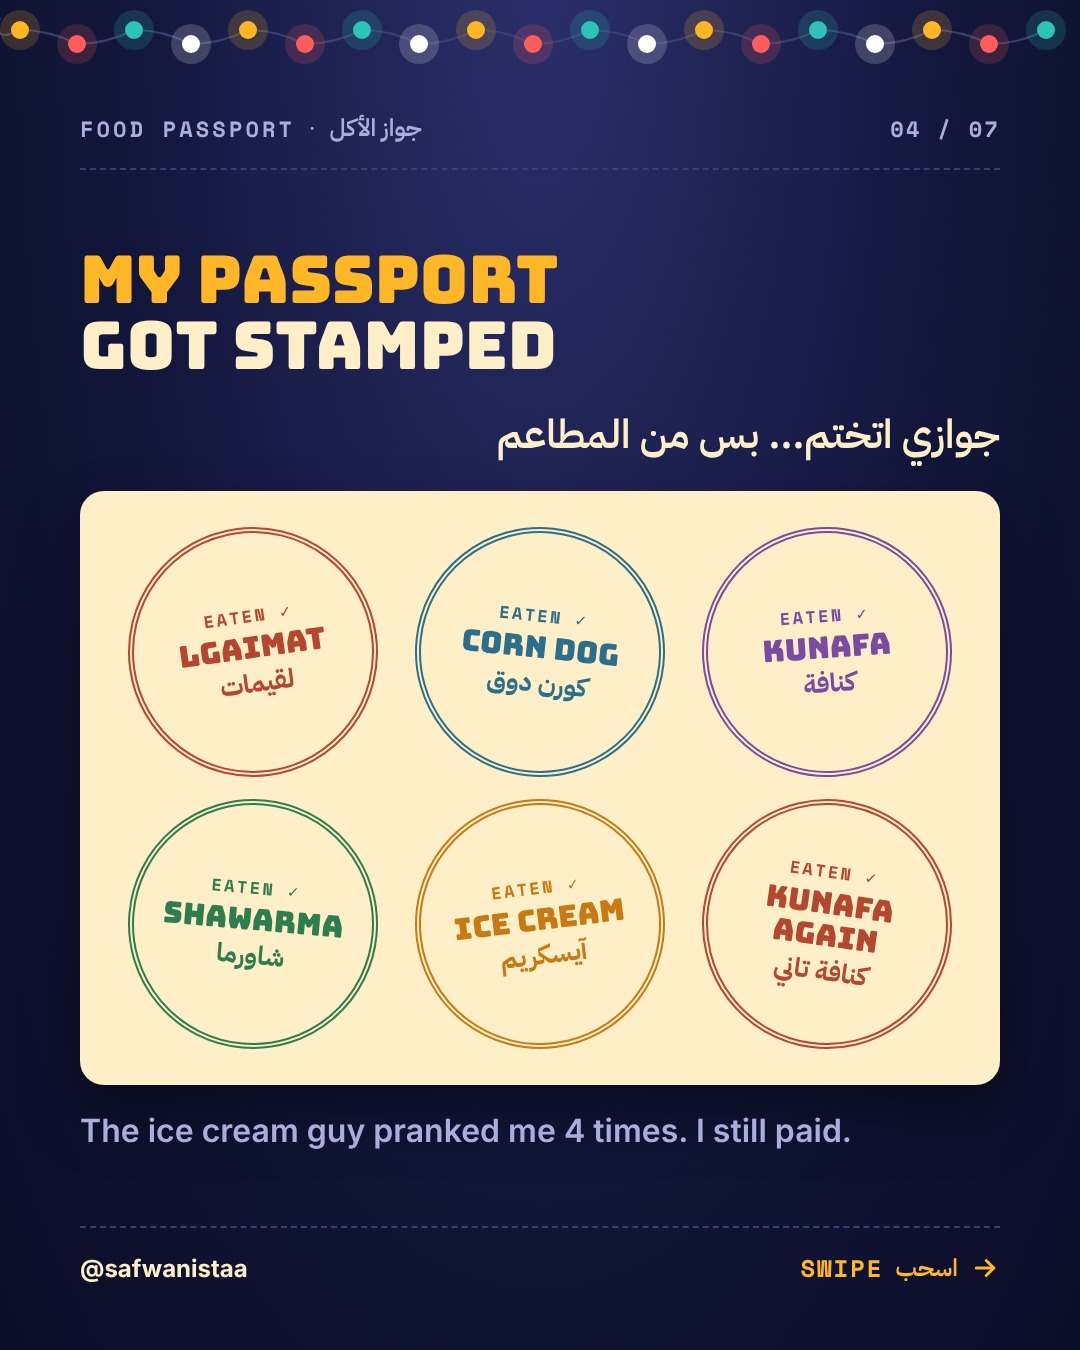 FOOD PASSPORT · جواز الأكل
04 / 07
MY PASSPORT
GOT STAMPED
جوازي اتختم... بس من المطاعم
EATEN ✓
LGAIMAT
لقيمات
EATEN ✓
CORN DOG
كورن دوق
EATEN ✓
KUNAFA
كنافة
EATEN ✓
SHAWARMA
شاورما
EATEN ✓
ICE CREAM
آيسكريم
EATEN ✓
KUNAFA
AGAIN
كنافة تاني
The ice cream guy pranked me 4 times. I still paid.
@safwanistaa
SWIPE اسحب →